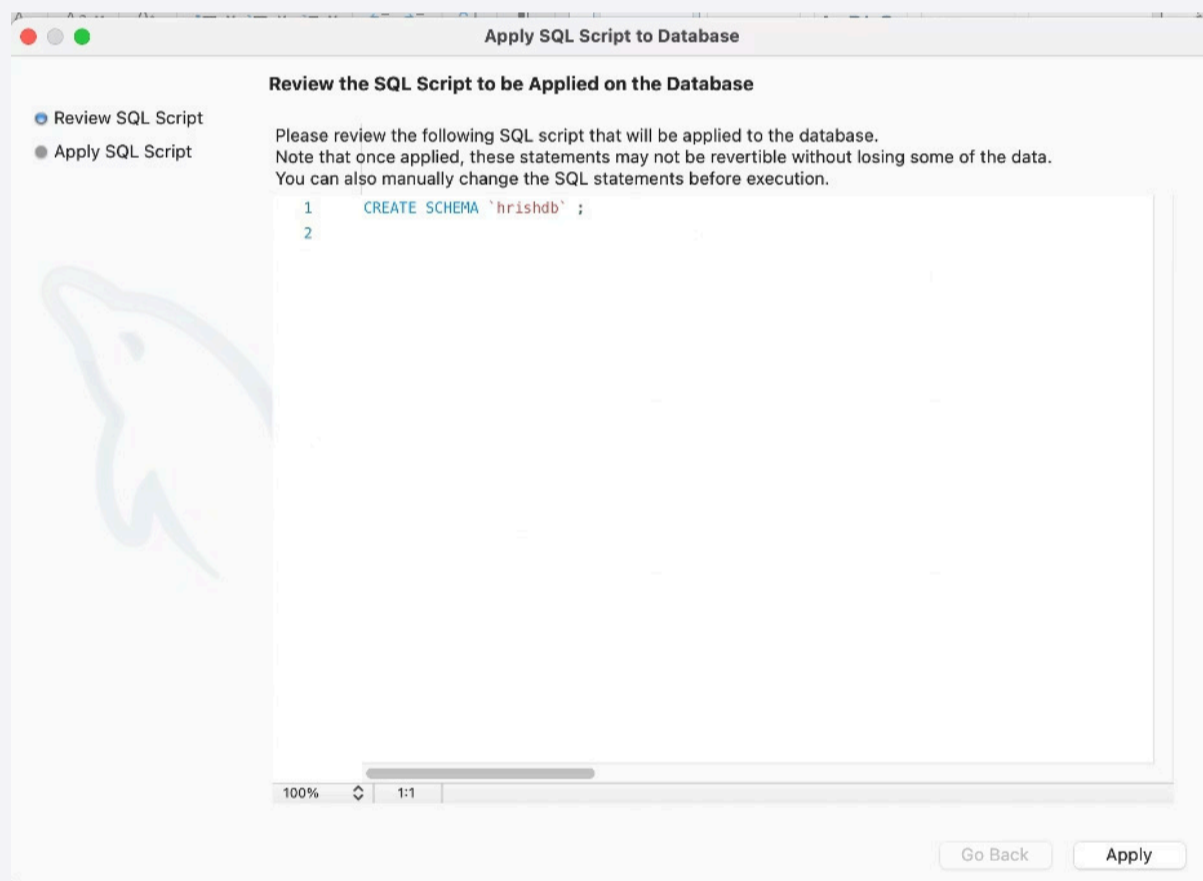 Apply SQL Script to Database
Review the SQL Script to be Applied on the Database
Review SQL Script
Apply SQL Script
Please review the following SQL script that will be applied to the database.
Note that once applied, these statements may not be revertible without losing some of the data.
You can also manually change the SQL statements before execution.
1 CREATE SCHEMA `hrishdb` ;
2
100% 1:1
Go Back Apply